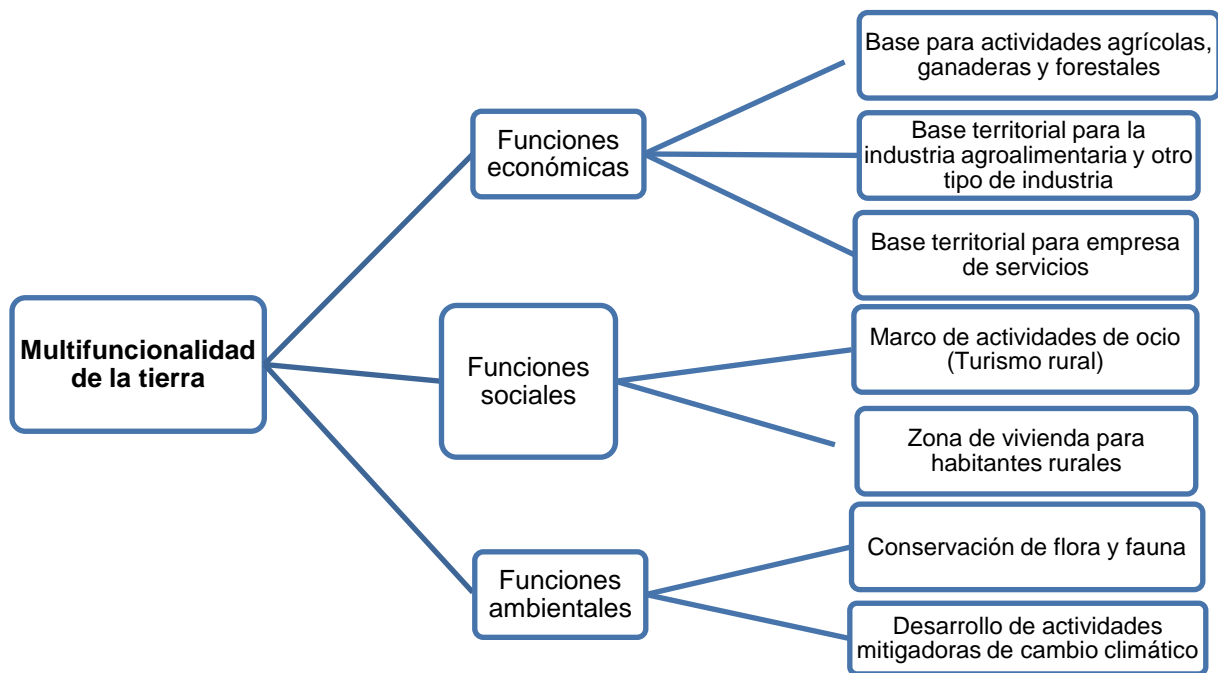 Multifuncionalidad
de la tierra
Funciones
económicas
Base para actividades agrícolas,
ganaderas y forestales
Base territorial para la
industria agroalimentaria y otro
tipo de industria
Base territorial para empresa
de servicios
Funciones
sociales
Marco de actividades de ocio
(Turismo rural)
Zona de vivienda para
habitantes rurales
Funciones
ambientales
Conservación de flora y fauna
Desarrollo de actividades
mitigadoras de cambio climático